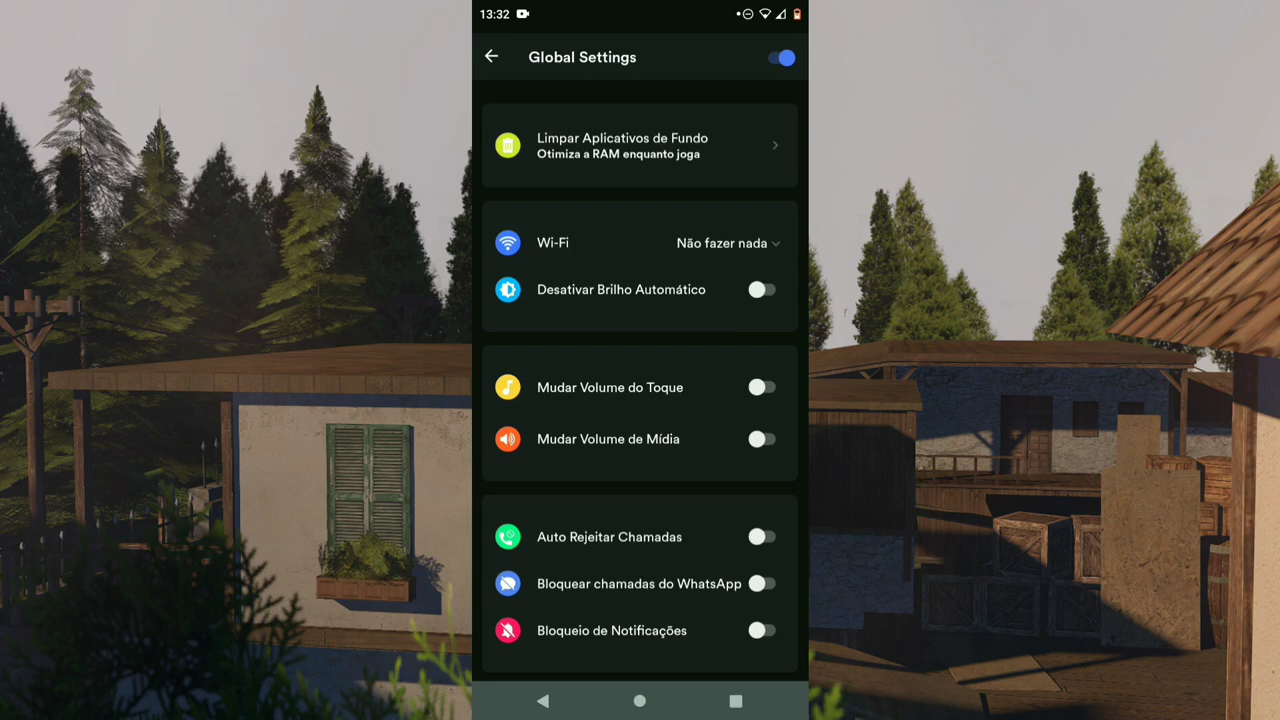 13:32
Global Settings
Limpar Aplicativos de Fundo
Otimiza a RAM enquanto joga
Wi-Fi
Não fazer nada
Desativar Brilho Automático
Mudar Volume do Toque
Mudar Volume de Mídia
Auto Rejeitar Chamadas
Bloquear chamadas do WhatsApp
Bloqueio de Notificações